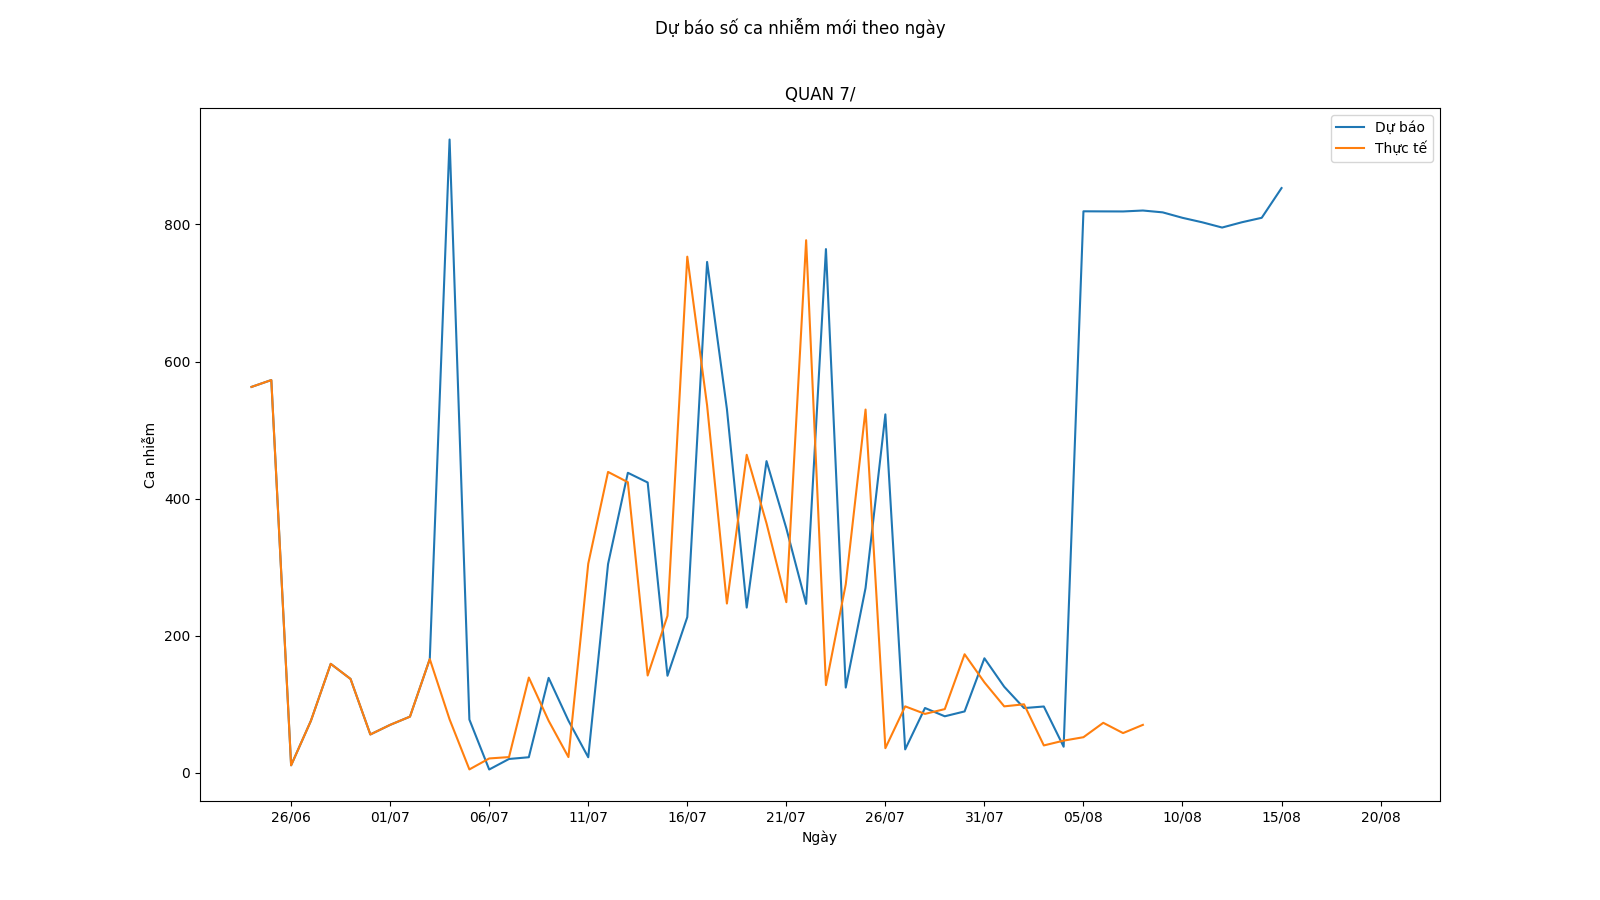 Dự báo số ca nhiễm mới theo ngày
QUAN 7/
Dự báo
Thực tế
800
600
400
200
0
Ca nhiễm
26/06 01/07 06/07 11/07 16/07 21/07 26/07 31/07 05/08 10/08 15/08 20/08
Ngày